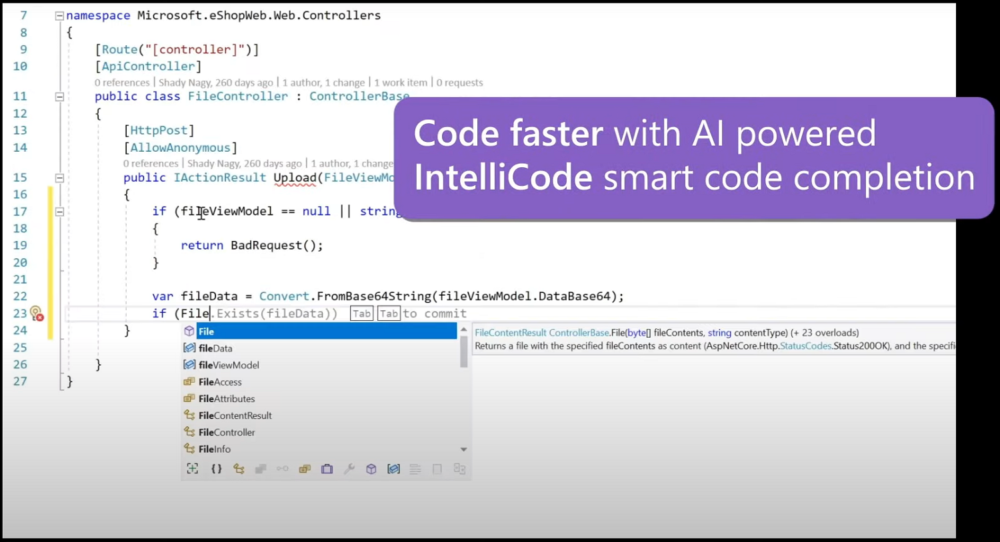 7 namespace Microsoft.eShopWeb.Web.Controllers
8 {
9 [Route("[controller]")]
10 [ApiController]
0 references | Shady Nagy, 260 days ago | 1 author, 1 change | 1 work item | 0 requests
11 public class FileController : ControllerBase
12 {
13 [HttpPost]
14 [AllowAnonymous]
0 references | Shady Nagy, 260 days ago | 1 author, 1 change
15 public IActionResult Upload(FileViewMo
Code faster with AI powered
IntelliCode smart code completion
16 {
17 if (fileViewModel == null || string
18 {
19 return BadRequest();
20 }
21
22 var fileData = Convert.FromBase64String(fileViewModel.DataBase64);
23 if (File.Exists(fileData)) Tab Tab to commit
24 }
25
26 }
27 }
File
fileData
fileViewModel
FileAccess
FileAttributes
FileContentResult
FileController
FileInfo
FileContentResult ControllerBase.File(byte[] fileContents, string contentType) (+ 23 overloads)
Returns a file with the specified fileContents as content (AspNetCore.Http.StatusCodes.Status200OK), and the specifi